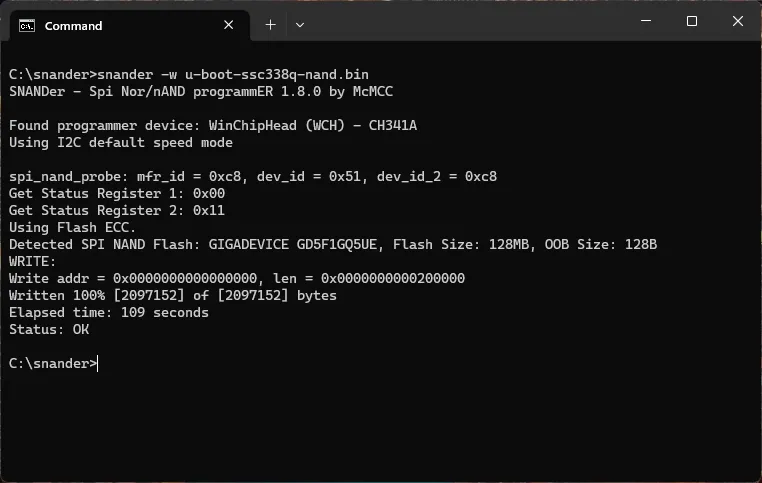 Command
C:\snander>snander -w u-boot-ssc338q-nand.bin
SNANDer - Spi Nor/nAND programmER 1.8.0 by McMCC
Found programmer device: WinChipHead (WCH) - CH341A
Using I2C default speed mode
spi_nand_probe: mfr_id = 0xc8, dev_id = 0x51, dev_id_2 = 0xc8
Get Status Register 1: 0x00
Get Status Register 2: 0x11
Using Flash ECC.
Detected SPI NAND Flash: GIGADEVICE GD5F1GQ5UE, Flash Size: 128MB, OOB Size: 128B
WRITE:
Write addr = 0x0000000000000000, len = 0x0000000000200000
Written 100% [2097152] of [2097152] bytes
Elapsed time: 109 seconds
Status: OK
C:\snander>